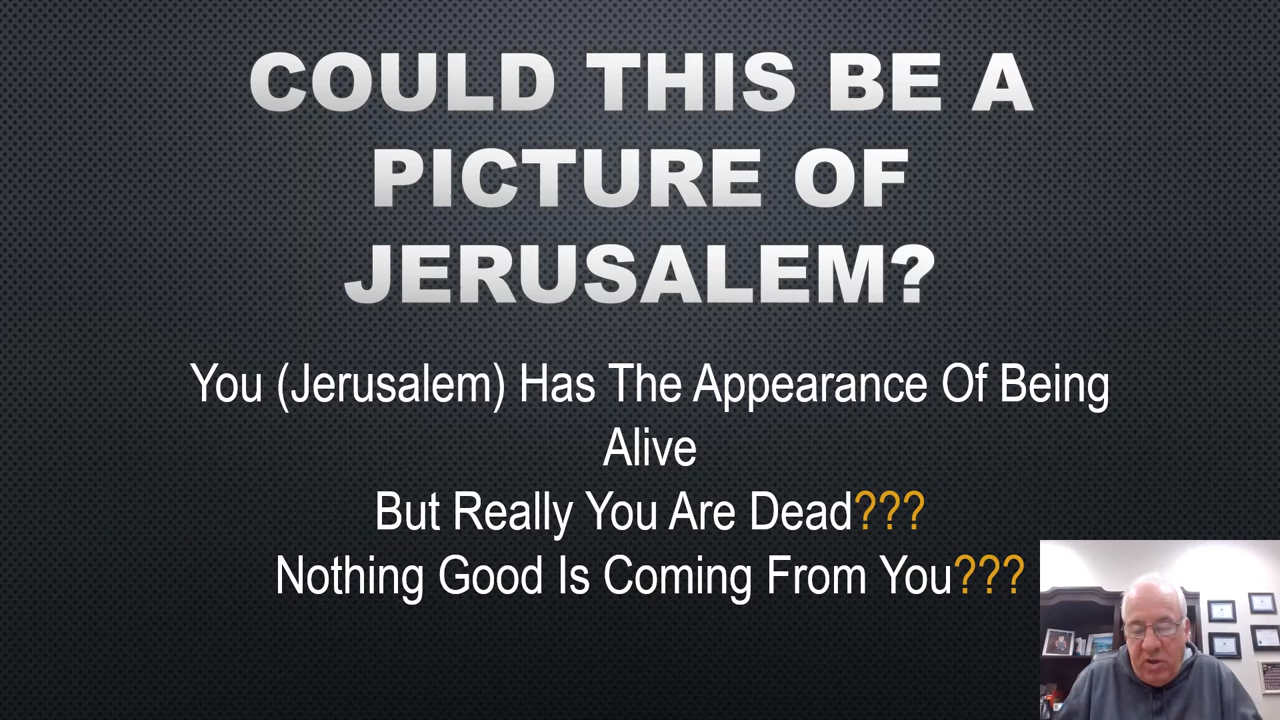 COULD THIS BE A
PICTURE OF
JERUSALEM?
You (Jerusalem) Has The Appearance Of Being
Alive
But Really You Are Dead???
Nothing Good Is Coming From You???